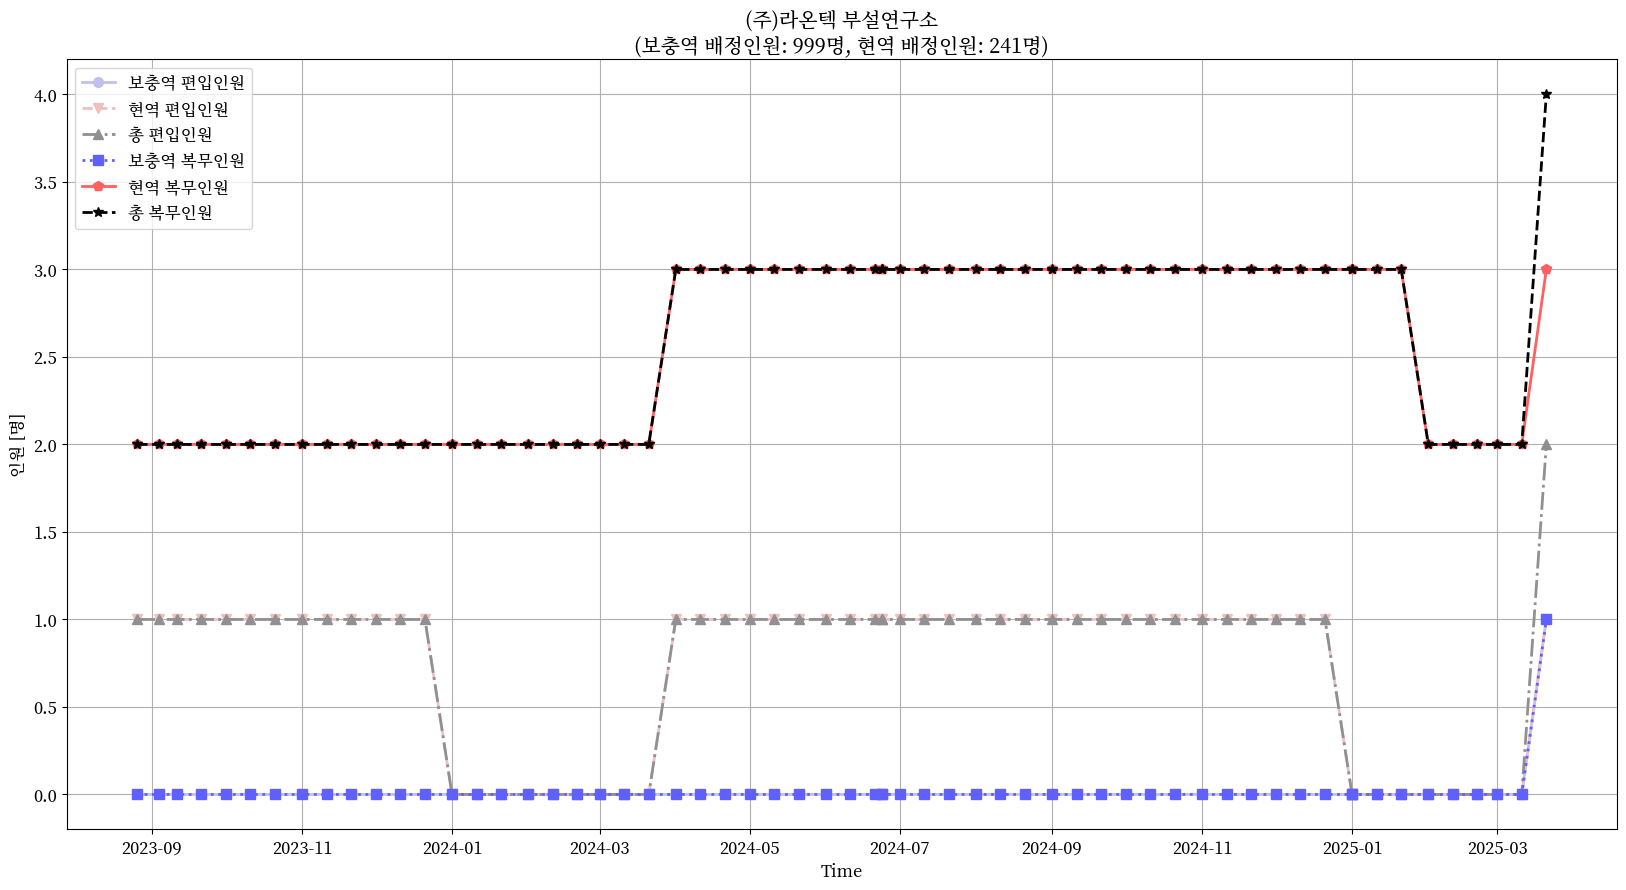 (주)라온텍 부설연구소
(보충역 배정인원: 999명, 현역 배정인원: 241명)
보충역 편입인원
현역 편입인원
총 편입인원
보충역 복무인원
현역 복무인원
총 복무인원
4.0
3.5
3.0
2.5
2.0
1.5
1.0
0.5
0.0
인원 [명]
2023-09 2023-11 2024-01 2024-03 2024-05 2024-07 2024-09 2024-11 2025-01 2025-03
Time